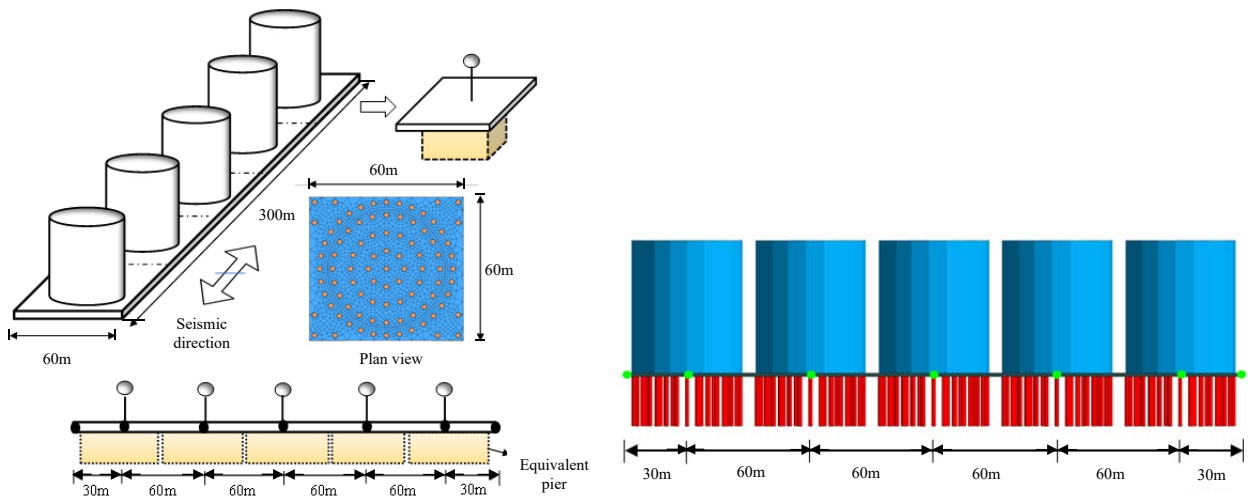 60m
300m
60m
60m
Seismic
direction
Plan view
60m
Equivalent
pier
30m 60m 60m 60m 60m 30m
30m 60m 60m 60m 60m 30m